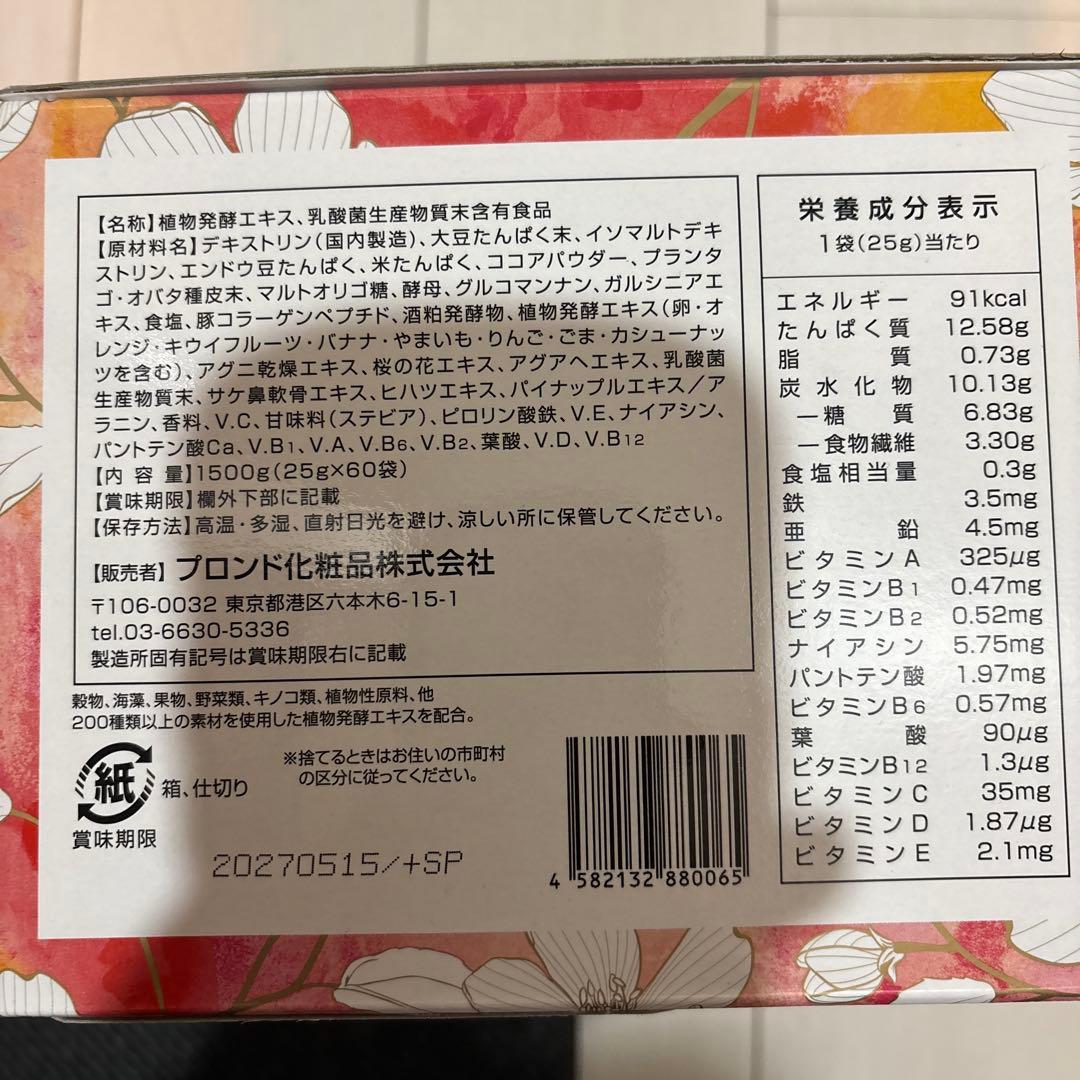 【名称】植物発酵エキス、乳酸菌生産物質末含有食品
【原材料名】デキストリン(国内製造)、大豆たんぱく末、イソマルトデキ
ストリン、エンドウ豆たんぱく、米たんぱく、ココアパウダー、プランタ
ゴ・オバタ種皮末、マルトオリゴ糖、酵母、グルコマンナン、ガルシニアエ
キス、食塩、豚コラーゲンペプチド、酒粕発酵物、植物発酵エキス(卵・オ
レンジ・キウイフルーツ・バナナ・やまいも・りんご・ごま・カシューナッ
ツを含む)、アグニ乾燥エキス、桜の花エキス、アグアヘエキス、乳酸菌
生産物質末、サケ鼻軟骨エキス、ヒハツエキス、パイナップルエキス/ア
ラニン、香料、V.C、甘味料(ステビア)、ピロリン酸鉄、V.E、ナイアシン、
パントテン酸Ca、V.B1、V.A、V.B6、V.B2、葉酸、V.D、V.B12
【内 容 量】1500g(25g×60袋)
【賞味期限】欄外下部に記載
【保存方法】高温・多湿、直射日光を避け、涼しい所に保管してください。
【販売者】プロンド化粧品株式会社
〒106-0032 東京都港区六本木6-15-1
tel.03-6630-5336
製造所固有記号は賞味期限右に記載
穀物、海藻、果物、野菜類、キノコ類、植物性原料、他
200種類以上の素材を使用した植物発酵エキスを配合。
紙 箱、仕切り
※捨てるときはお住いの市町村
の区分に従ってください。
賞味期限
20270515/+SP
4 582132 880065
栄養成分表示
1袋(25g)当たり
エネルギー 91kcal
たんぱく質 12.58g
脂質 0.73g
炭水化物 10.13g
―糖質 6.83g
―食物繊維 3.30g
食塩相当量 0.3g
鉄 3.5mg
亜鉛 4.5mg
ビタミンA 325μg
ビタミンB1 0.47mg
ビタミンB2 0.52mg
ナイアシン 5.75mg
パントテン酸 1.97mg
ビタミンB6 0.57mg
葉酸 90μg
ビタミンB12 1.3μg
ビタミンC 35mg
ビタミンD 1.87μg
ビタミンE 2.1mg